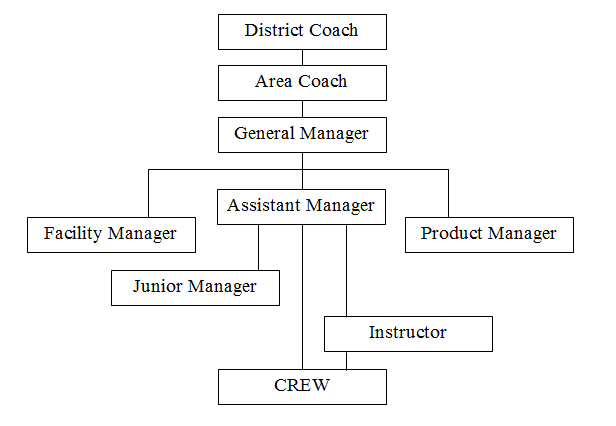 District Coach
Area Coach
General Manager
Assistant Manager
Facility Manager
Product Manager
Junior Manager
Instructor
CREW